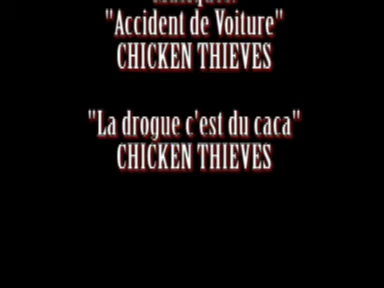 "Accident de Voiture"
CHICKEN THIEVES
"La drogue c'est du caca"
CHICKEN THIEVES